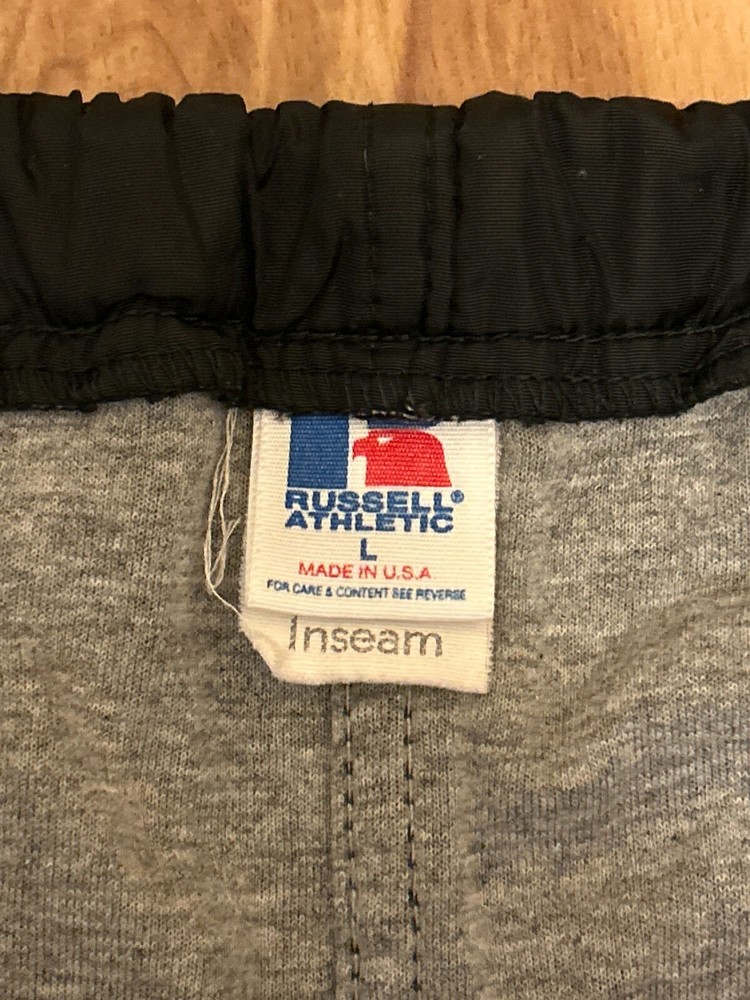 RUSSELL®
ATHLETIC
L
MADE IN U.S.A.
FOR CARE & CONTENT SEE REVERSE
Inseam